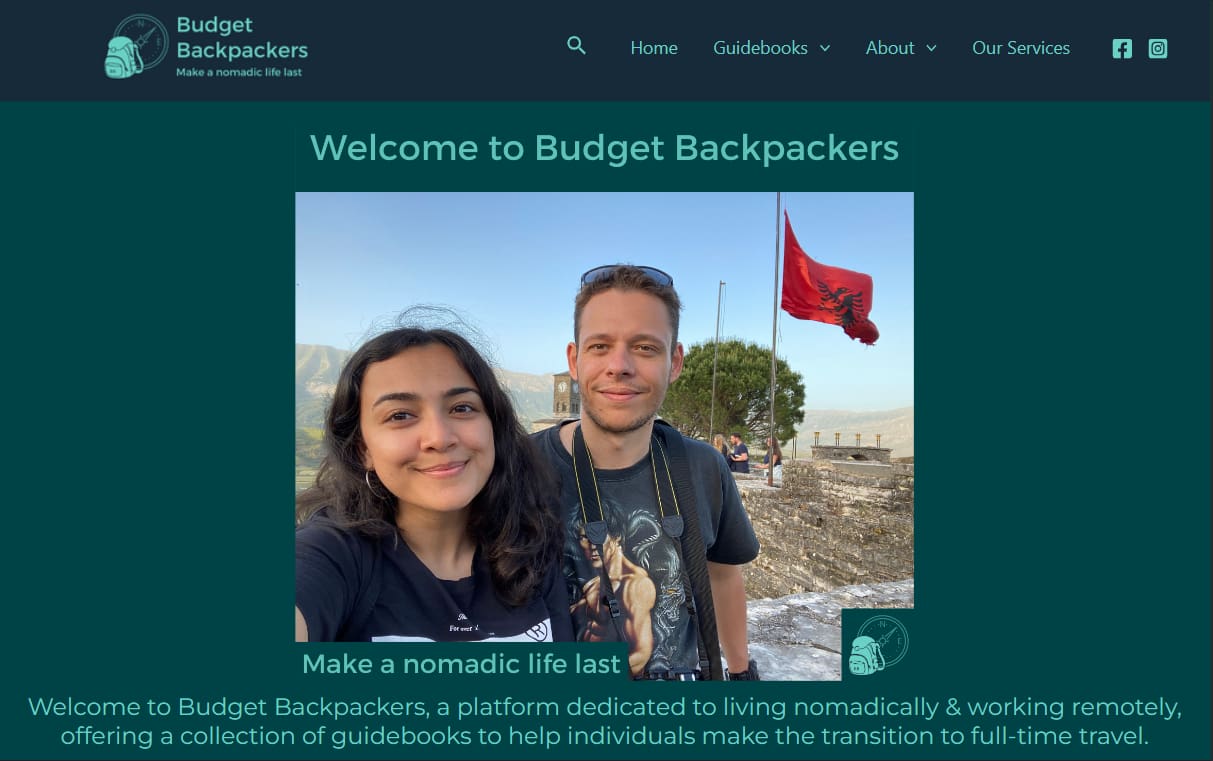 Budget
Backpackers
Make a nomadic life last
Home
Guidebooks
About
Our Services
Welcome to Budget Backpackers
For over
Make a nomadic life last
N
E
Welcome to Budget Backpackers, a platform dedicated to living nomadically & working remotely,
offering a collection of guidebooks to help individuals make the transition to full-time travel.